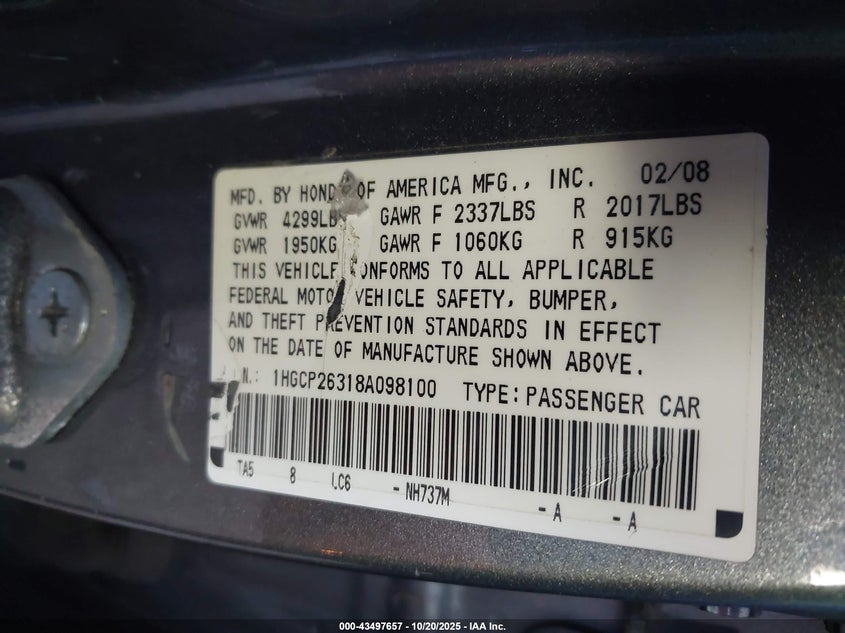 MFD. BY HONDA OF AMERICA MFG., INC. 02/08
GVWR 4299LBS GAWR F 2337LBS R 2017LBS
GVWR 1950KG GAWR F 1060KG R 915KG
THIS VEHICLE CONFORMS TO ALL APPLICABLE
FEDERAL MOTOR VEHICLE SAFETY, BUMPER,
AND THEFT PREVENTION STANDARDS IN EFFECT
ON THE DATE OF MANUFACTURE SHOWN ABOVE.
N.: 1HGCP26318A098100 TYPE: PASSENGER CAR
TA5 8 LC6 - NH737M -A -A
000-43497657 - 10/20/2025 - IAA Inc.